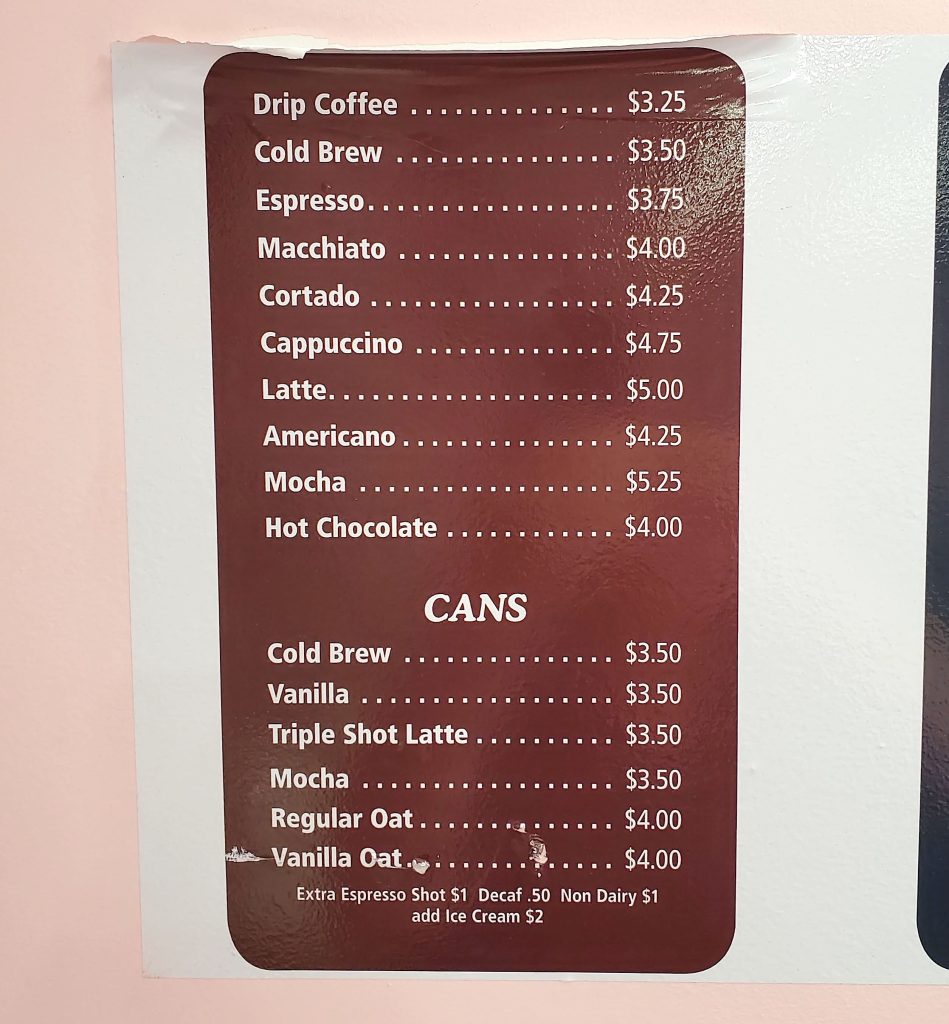 Drip Coffee .............. $3.25
Cold Brew .............. $3.50
Espresso................ $3.75
Macchiato .............. $4.00
Cortado ................ $4.25
Cappuccino ............. $4.75
Latte................... $5.00
Americano .............. $4.25
Mocha ................. $5.25
Hot Chocolate ........... $4.00
CANS
Cold Brew .............. $3.50
Vanilla ................. $3.50
Triple Shot Latte ......... $3.50
Mocha ................. $3.50
Regular Oat ............. $4.00
Vanilla Oat .............. $4.00
Extra Espresso Shot $1 Decaf .50 Non Dairy $1
add Ice Cream $2